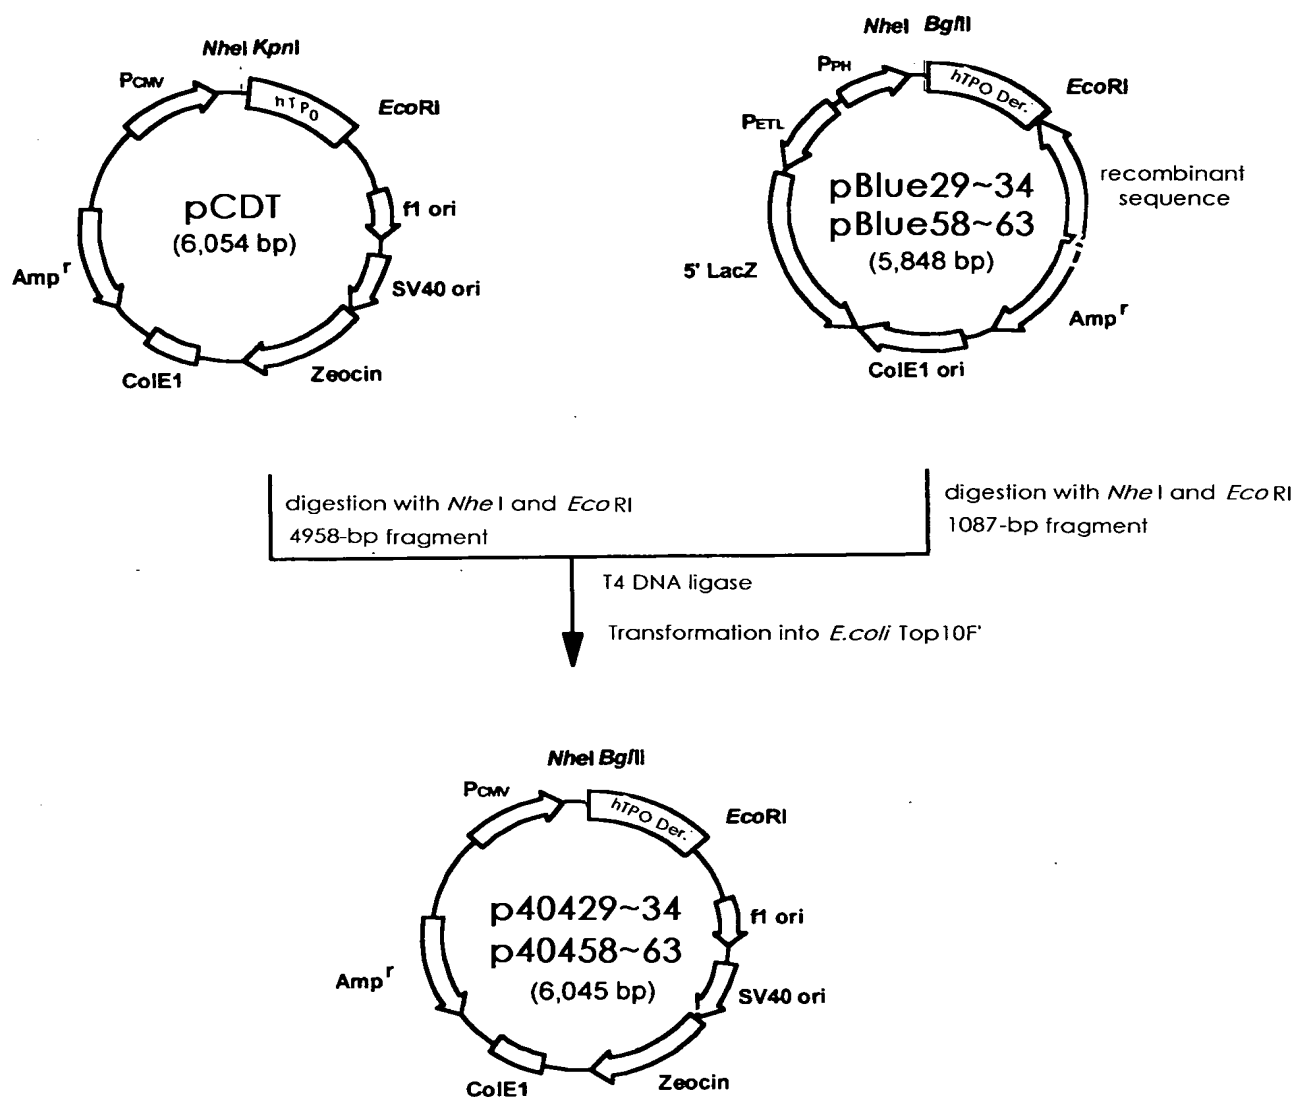 NheI KpnI
PCMV
hTPO
EcoRI
pCDT
(6,054 bp)
f1 ori
Amp r
SV40 ori
ColE1
Zeocin
NheI BglII
PPH
hTPO Der.
EcoRI
PETL
pBlue29~34
pBlue58~63
(5,848 bp)
recombinant
sequence
5' LacZ
Amp r
ColE1 ori
digestion with NheI and EcoRI
4958-bp fragment
digestion with NheI and EcoRI
1087-bp fragment
T4 DNA ligase
Transformation into E.coli Top10F'
NheI BglII
PCMV
hTPO Der.
EcoRI
p40429~34
p40458~63
(6,045 bp)
f1 ori
Amp r
SV40 ori
ColE1
Zeocin